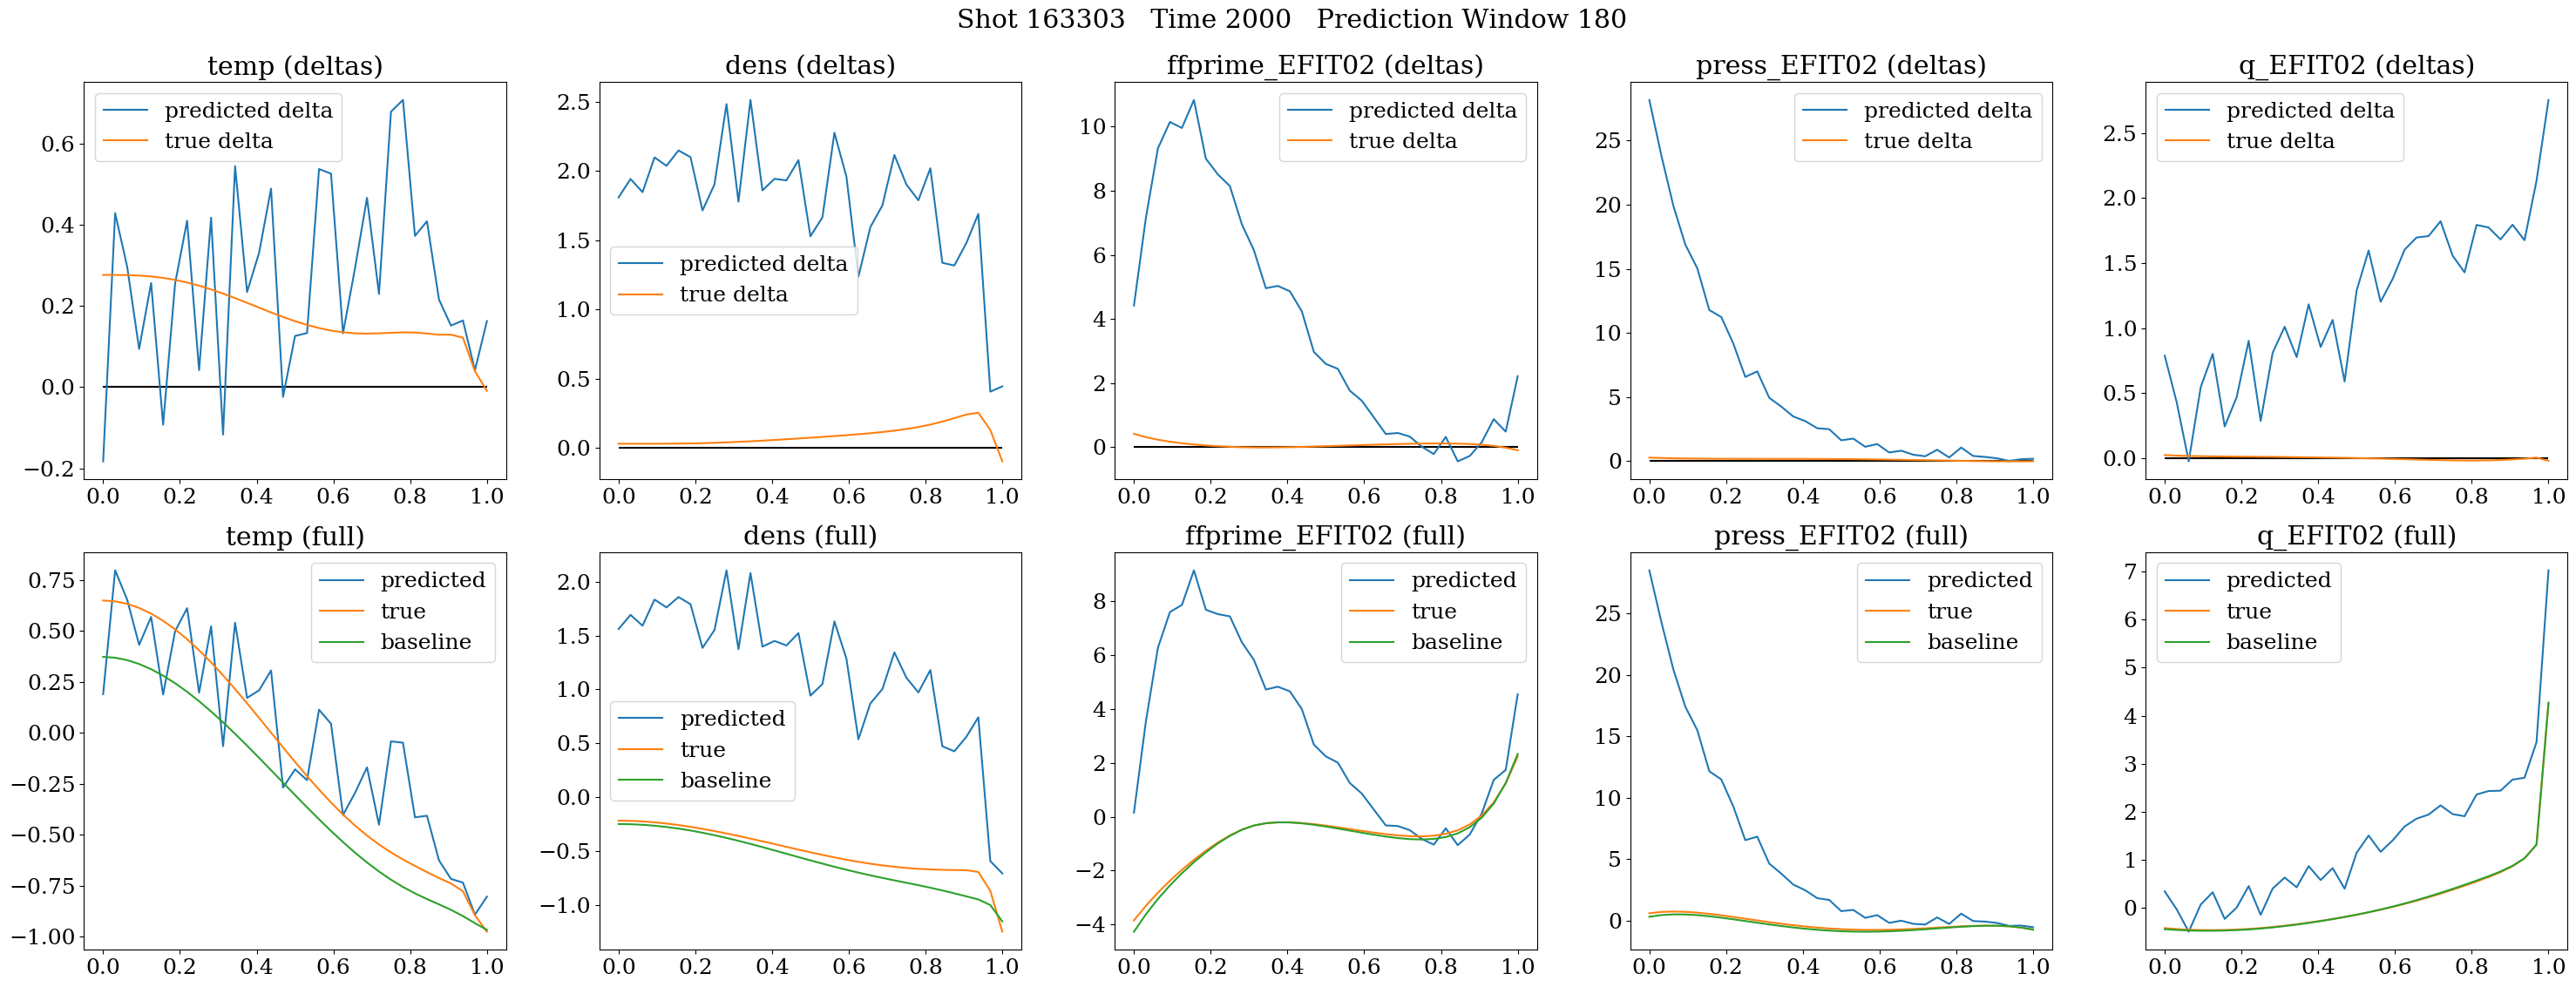 Shot 163303   Time 2000   Prediction Window 180
temp (deltas)
predicted delta
true delta
0.6
0.4
0.2
0.0
−0.2
0.0 0.2 0.4 0.6 0.8 1.0
dens (deltas)
predicted delta
true delta
2.5
2.0
1.5
1.0
0.5
0.0
0.0 0.2 0.4 0.6 0.8 1.0
ffprime_EFIT02 (deltas)
predicted delta
true delta
10
8
6
4
2
0
0.0 0.2 0.4 0.6 0.8 1.0
press_EFIT02 (deltas)
predicted delta
true delta
25
20
15
10
5
0
0.0 0.2 0.4 0.6 0.8 1.0
q_EFIT02 (deltas)
predicted delta
true delta
2.5
2.0
1.5
1.0
0.5
0.0
0.0 0.2 0.4 0.6 0.8 1.0
temp (full)
predicted
true
baseline
0.75
0.50
0.25
0.00
−0.25
−0.50
−0.75
−1.00
0.0 0.2 0.4 0.6 0.8 1.0
dens (full)
predicted
true
baseline
2.0
1.5
1.0
0.5
0.0
−0.5
−1.0
0.0 0.2 0.4 0.6 0.8 1.0
ffprime_EFIT02 (full)
predicted
true
baseline
8
6
4
2
0
−2
−4
0.0 0.2 0.4 0.6 0.8 1.0
press_EFIT02 (full)
predicted
true
baseline
25
20
15
10
5
0
0.0 0.2 0.4 0.6 0.8 1.0
q_EFIT02 (full)
predicted
true
baseline
7
6
5
4
3
2
1
0
0.0 0.2 0.4 0.6 0.8 1.0